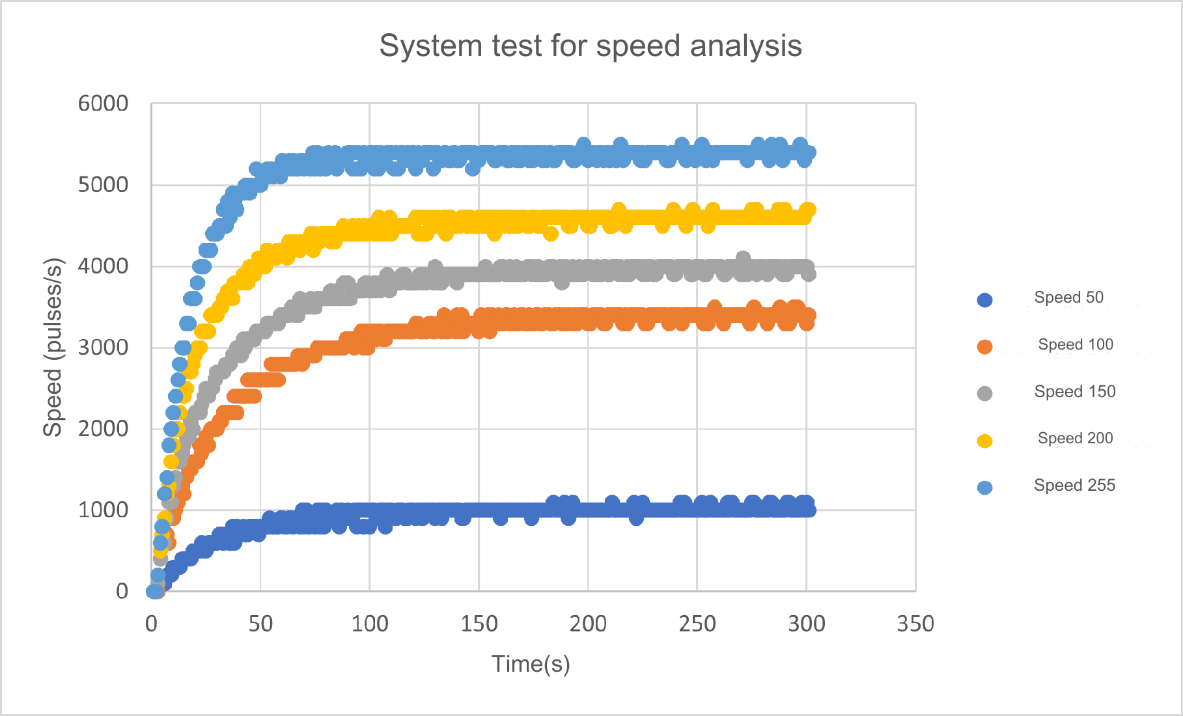 System test for speed analysis
6000
5000
4000
3000
2000
1000
0
Speed (pulses/s)
0 50 100 150 200 250 300 350
Time(s)
Speed 50
Speed 100
Speed 150
Speed 200
Speed 255